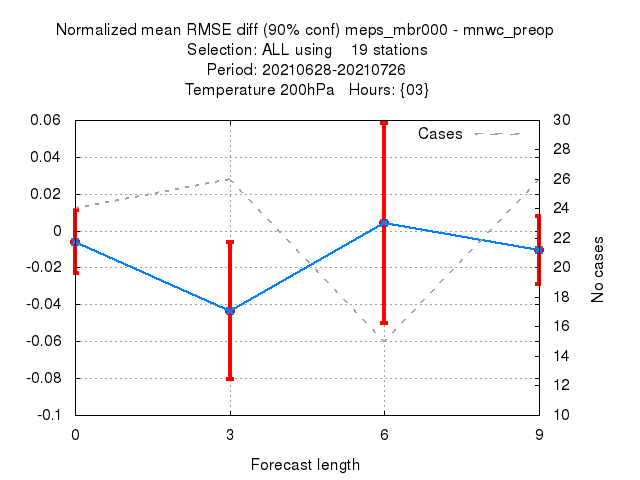 Normalized mean RMSE diff (90% conf) meps_mbr000 - mnwc_preop
Selection: ALL using    19 stations
Period: 20210628-20210726
Temperature 200hPa   Hours: {03}
Cases
0.06
0.04
0.02
0
-0.02
-0.04
-0.06
-0.08
-0.1
30
28
26
24
22
20
18
16
14
12
10
No cases
0 3 6 9
Forecast length